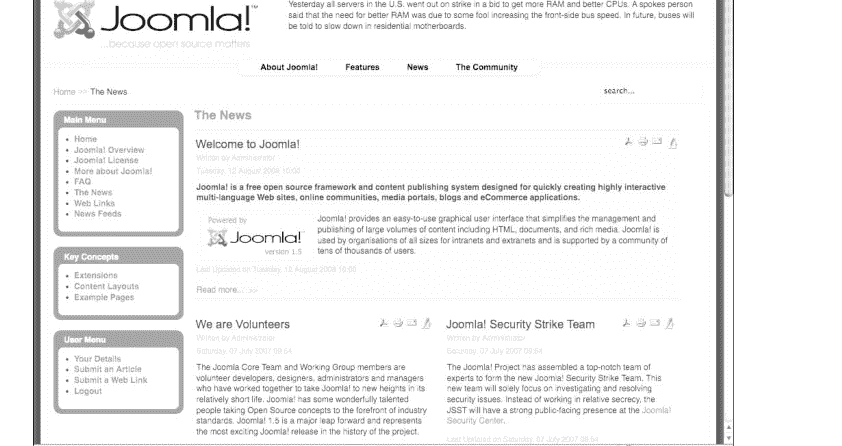 Yesterday all servers in the U.S. went out on strike in a bid to get more RAM and better CPUs. A spokes person
said that the need for better RAM was due to some fool increasing the front-side bus speed. In future, buses will
be told to slow down in residential motherboards.
Joomla!™
...because open source matters
About Joomla! Features News The Community
Home >> The News
search...
Main Menu
Home
Joomla! Overview
Joomla! License
More about Joomla!
FAQ
The News
Web Links
News Feeds
Key Concepts
Extensions
Content Layouts
Example Pages
User Menu
Your Details
Submit an Article
Submit a Web Link
Logout
The News
Welcome to Joomla!
Written by Administrator
Tuesday, 12 August 2008 10:00
Joomla! is a free open source framework and content publishing system designed for quickly creating highly interactive
multi-language Web sites, online communities, media portals, blogs and eCommerce applications.
Powered by
Joomla!
version 1.5
Joomla! provides an easy-to-use graphical user interface that simplifies the management and
publishing of large volumes of content including HTML, documents, and rich media. Joomla! is
used by organisations of all sizes for intranets and extranets and is supported by a community of
tens of thousands of users.
Last Updated on Tuesday, 12 August 2008 10:00
Read more... >>
We are Volunteers
Written by Administrator
Saturday, 07 July 2007 09:54
The Joomla Core Team and Working Group members are
volunteer developers, designers, administrators and managers
who have worked together to take Joomla! to new heights in its
relatively short life. Joomla! has some wonderfully talented
people taking Open Source concepts to the forefront of industry
standards. Joomla! 1.5 is a major leap forward and represents
the most exciting Joomla! release in the history of the project.
Joomla! Security Strike Team
Written by Administrator
Saturday, 07 July 2007 09:54
The Joomla! Project has assembled a top-notch team of
experts to form the new Joomla! Security Strike Team. This
new team will solely focus on investigating and resolving
security issues. Instead of working in relative secrecy, the
JSST will have a strong public-facing presence at the Joomla!
Security Center.
Last Updated on Saturday, 07 July 2007 09:54